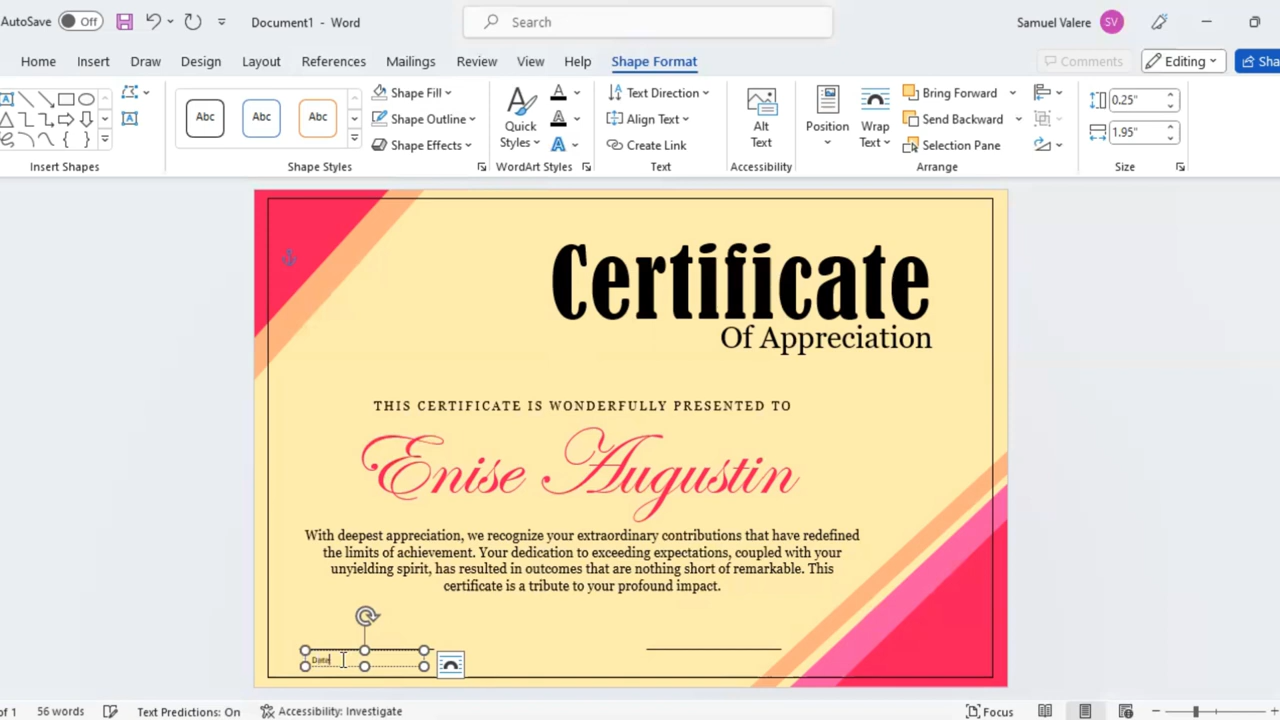 AutoSave Off Document1 - Word Search Samuel Valere SV
Home Insert Draw Design Layout References Mailings Review View Help Shape Format Comments Editing Sha
Abc Abc Abc Shape Fill Shape Outline Shape Effects Quick Styles Text Direction Align Text Create Link Alt Text Position Wrap Text Bring Forward Send Backward Selection Pane 0.25" 1.95"
Insert Shapes Shape Styles WordArt Styles Text Accessibility Arrange Size
Certificate
Of Appreciation
THIS CERTIFICATE IS WONDERFULLY PRESENTED TO
Enise Augustin
With deepest appreciation, we recognize your extraordinary contributions that have redefined
the limits of achievement. Your dedication to exceeding expectations, coupled with your
unyielding spirit, has resulted in outcomes that are nothing short of remarkable. This
certificate is a tribute to your profound impact.
Date
of 1 56 words Text Predictions: On Accessibility: Investigate Focus